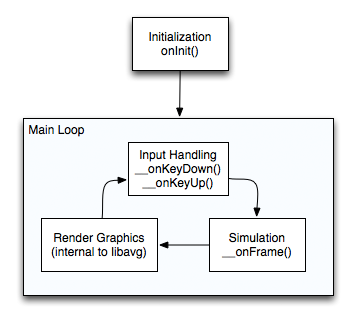 Initialization
onInit()
Main Loop
Input Handling
__onKeyDown()
__onKeyUp()
Render Graphics
(internal to libavg)
Simulation
__onFrame()